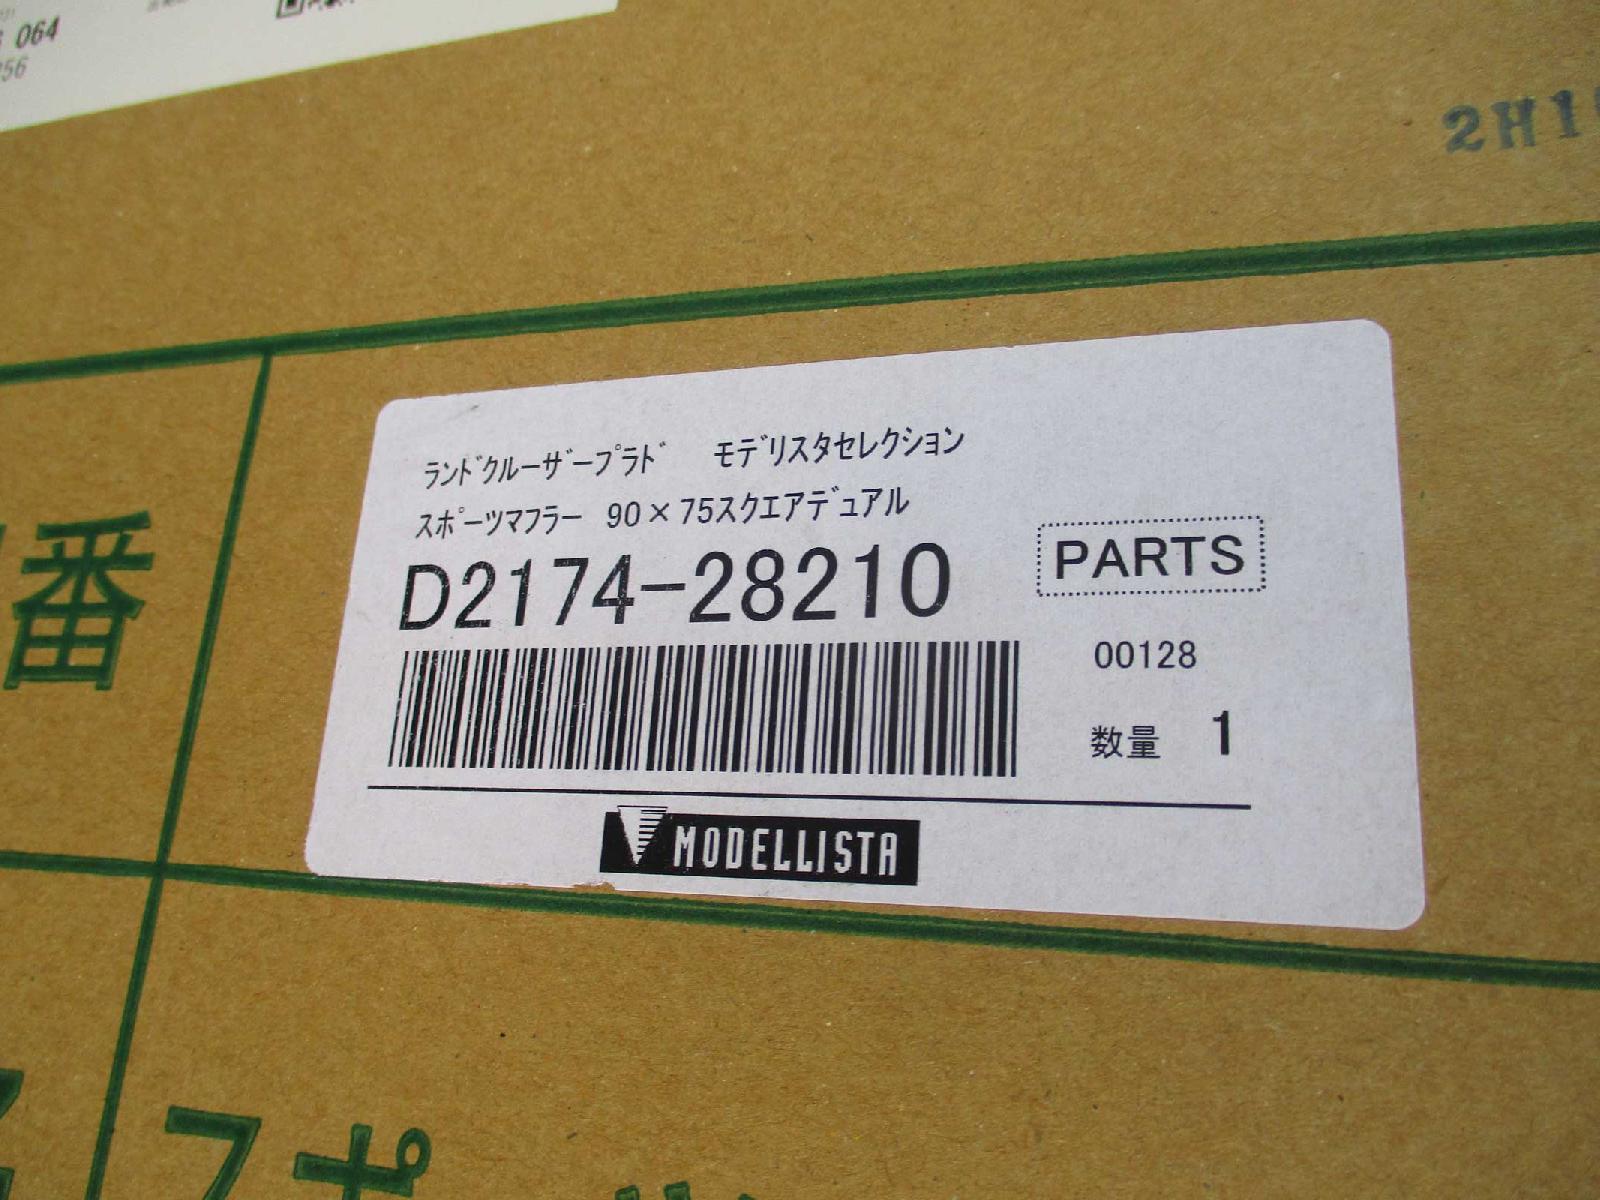 064
256
2H1
番
ﾗﾝﾄﾞｸﾙｰｻﾞｰﾌﾟﾗﾄﾞ ﾓﾃﾞﾘｽﾀｾﾚｸｼｮﾝ
ｽﾎﾟｰﾂﾏﾌﾗｰ 90×75ｽｸｴｱﾃﾞｭｱﾙ
D2174-28210
PARTS
00128
数量 1
MODELLISTA
スポ